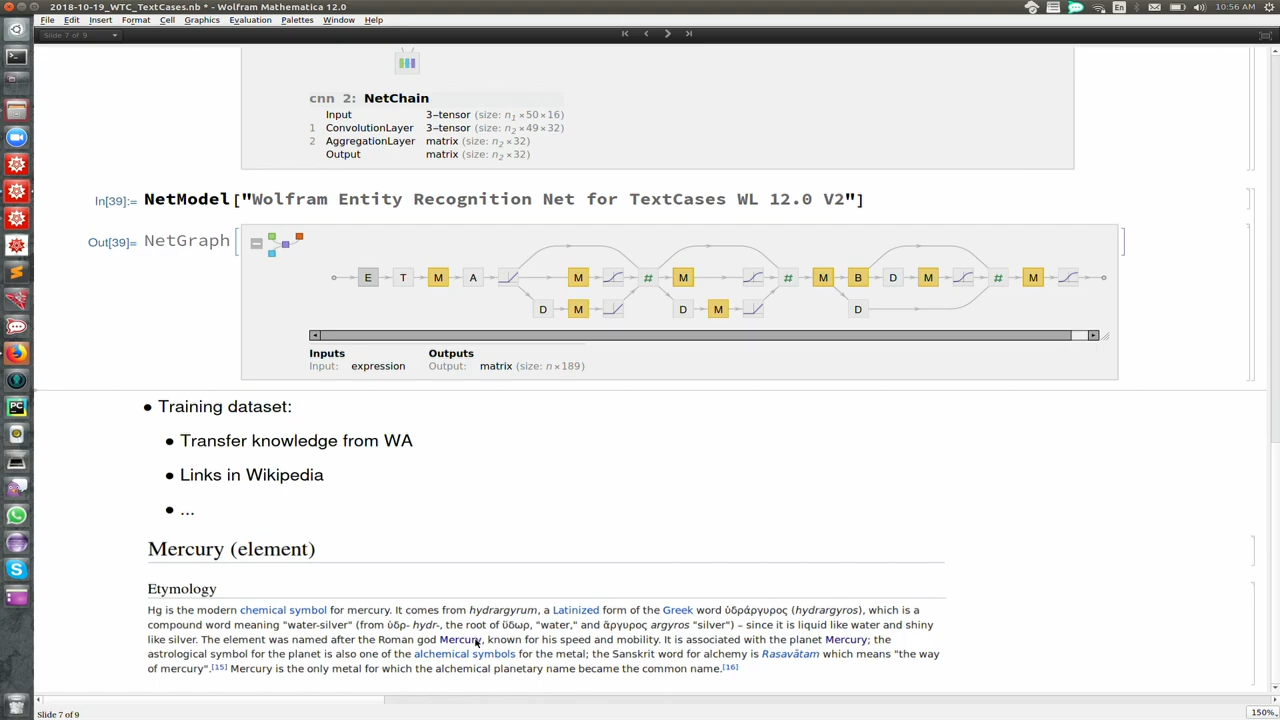 2018-10-19_WTC_TextCases.nb * - Wolfram Mathematica 12.0
En
10:56 AM
File Edit Insert Format Cell Graphics Evaluation Palettes Window Help
Slide 7 of 9
cnn 2: NetChain
Input 3-tensor (size: n₁×50×16)
1 ConvolutionLayer 3-tensor (size: n₂×49×32)
2 AggregationLayer matrix (size: n₂×32)
Output matrix (size: n₂×32)
In[39]:= NetModel["Wolfram Entity Recognition Net for TextCases WL 12.0 V2"]
Out[39]= NetGraph[
E T M A M # M # M B D M # M
D M D M D
Inputs Outputs
Input: expression Output: matrix (size: n×189)
]
• Training dataset:
• Transfer knowledge from WA
• Links in Wikipedia
• ...
Mercury (element)
Etymology
Hg is the modern chemical symbol for mercury. It comes from hydrargyrum, a Latinized form of the Greek word ὑδράργυρος (hydrargyros), which is a
compound word meaning "water-silver" (from ὑδρ- hydr-, the root of ὕδωρ, "water," and ἄργυρος argyros "silver") – since it is liquid like water and shiny
like silver. The element was named after the Roman god Mercury, known for his speed and mobility. It is associated with the planet Mercury; the
astrological symbol for the planet is also one of the alchemical symbols for the metal; the Sanskrit word for alchemy is Rasavātam which means "the way
of mercury".[15] Mercury is the only metal for which the alchemical planetary name became the common name.[16]
Slide 7 of 9
150%